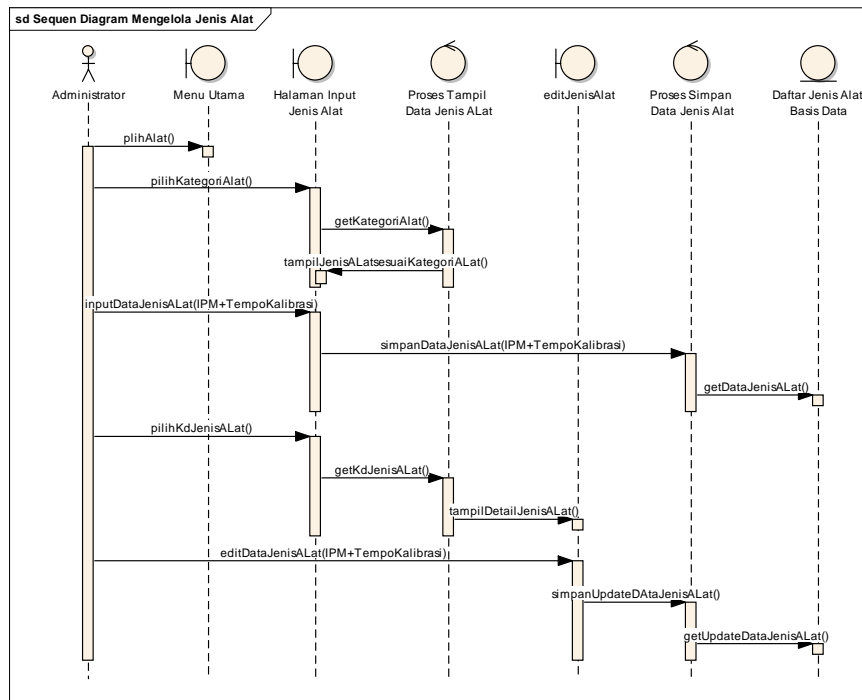 sd Sequen Diagram Mengelola Jenis Alat
Administrator
Menu Utama
Halaman Input
Jenis Alat
Proses Tampil
Data Jenis ALat
editJenisAlat
Proses Simpan
Data Jenis Alat
Daftar Jenis Alat
Basis Data
plihAlat()
pilihKategoriAlat()
getKategoriAlat()
tampilJenisALatsesuaiKategoriALat()
inputDataJenisALat(IPM+TempoKalibrasi)
simpanDataJenisALat(IPM+TempoKalibrasi)
getDataJenisALat()
pilihKdJenisALat()
getKdJenisALat()
tampilDetailJenisALat()
editDataJenisALat(IPM+TempoKalibrasi)
simpanUpdateDAtaJenisALat()
getUpdateDataJenisALat()